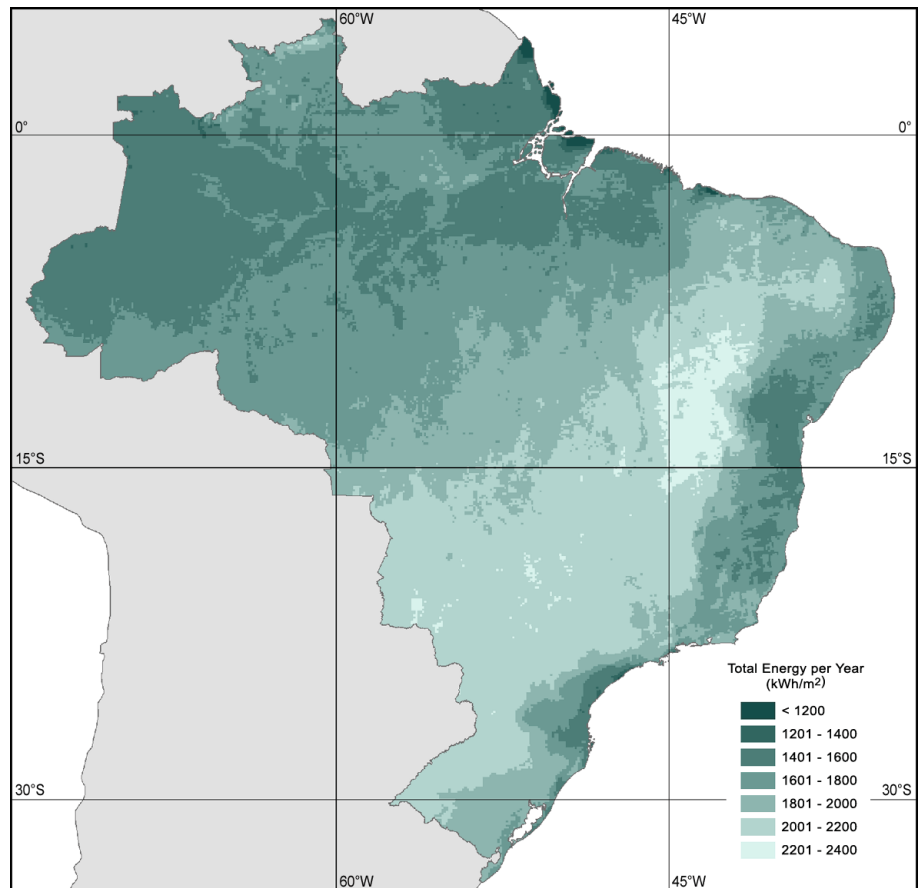 60°W 45°W
0° 0°
15°S 15°S
Total Energy per Year
(kWh/m²)
< 1200
1201 - 1400
1401 - 1600
1601 - 1800
1801 - 2000
2001 - 2200
2201 - 2400
30°S 30°S
60°W 45°W